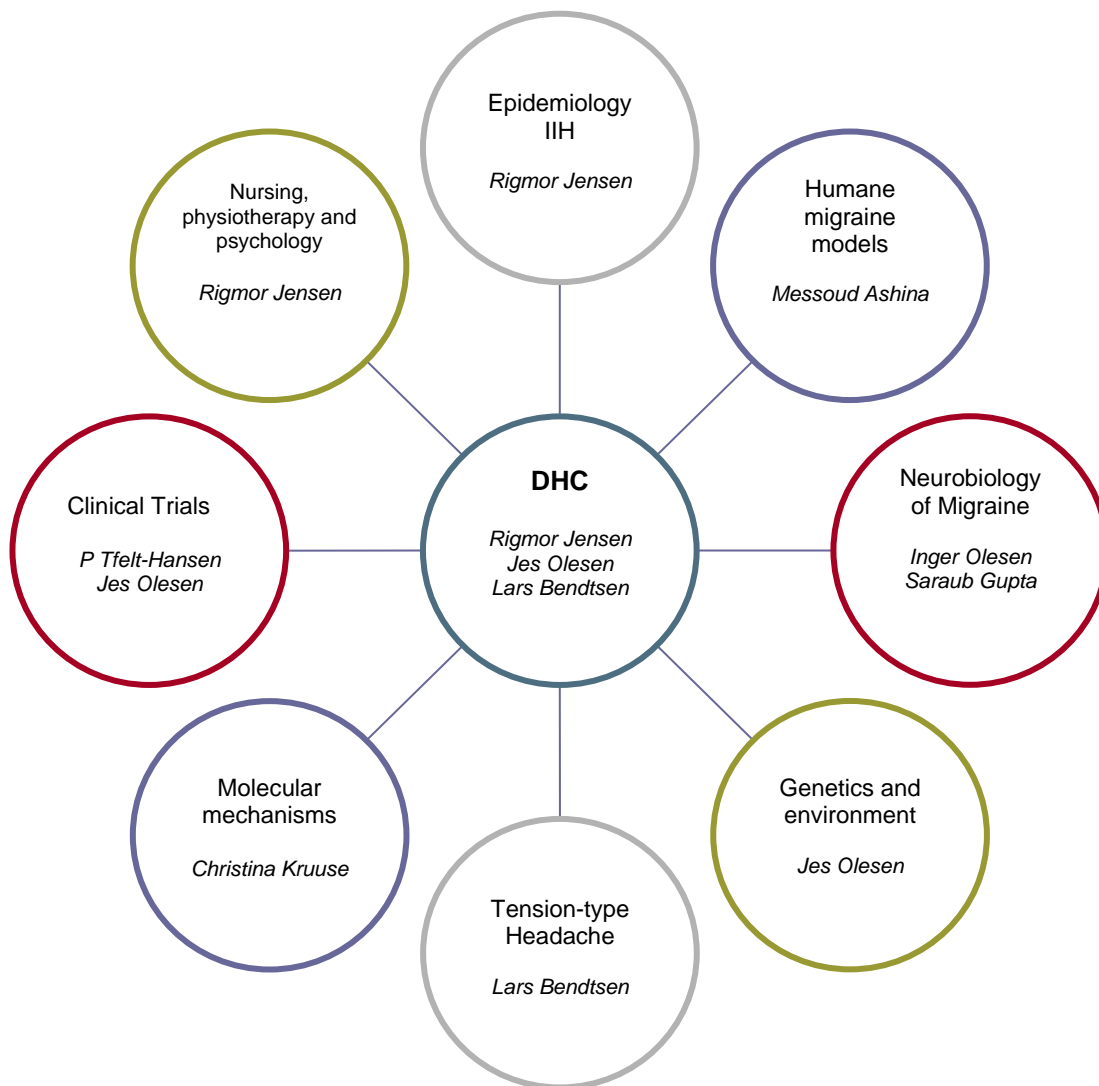 Epidemiology
IIH
Rigmor Jensen
Nursing,
physiotherapy and
psychology
Rigmor Jensen
Humane
migraine
models
Messoud Ashina
Clinical Trials
P Tfelt-Hansen
Jes Olesen
DHC
Rigmor Jensen
Jes Olesen
Lars Bendtsen
Neurobiology
of Migraine
Inger Olesen
Saraub Gupta
Molecular
mechanisms
Christina Kruuse
Genetics and
environment
Jes Olesen
Tension-type
Headache
Lars Bendtsen